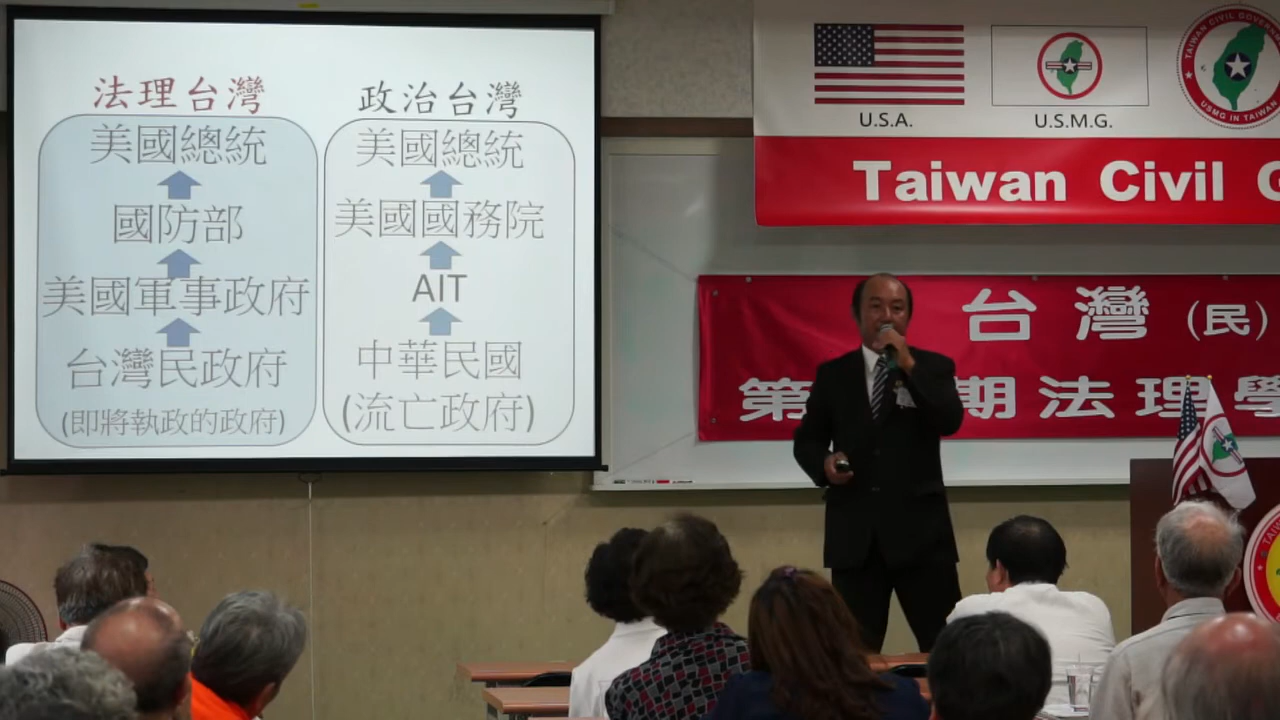 法理台灣
美國總統
國防部
美國軍事政府
台灣民政府
(即將執政的政府)
政治台灣
美國總統
美國國務院
AIT
中華民國
(流亡政府)
U.S.A.
U.S.M.G.
USMG IN TAIWAN
Taiwan Civil G
台灣(民)
第 期法理學